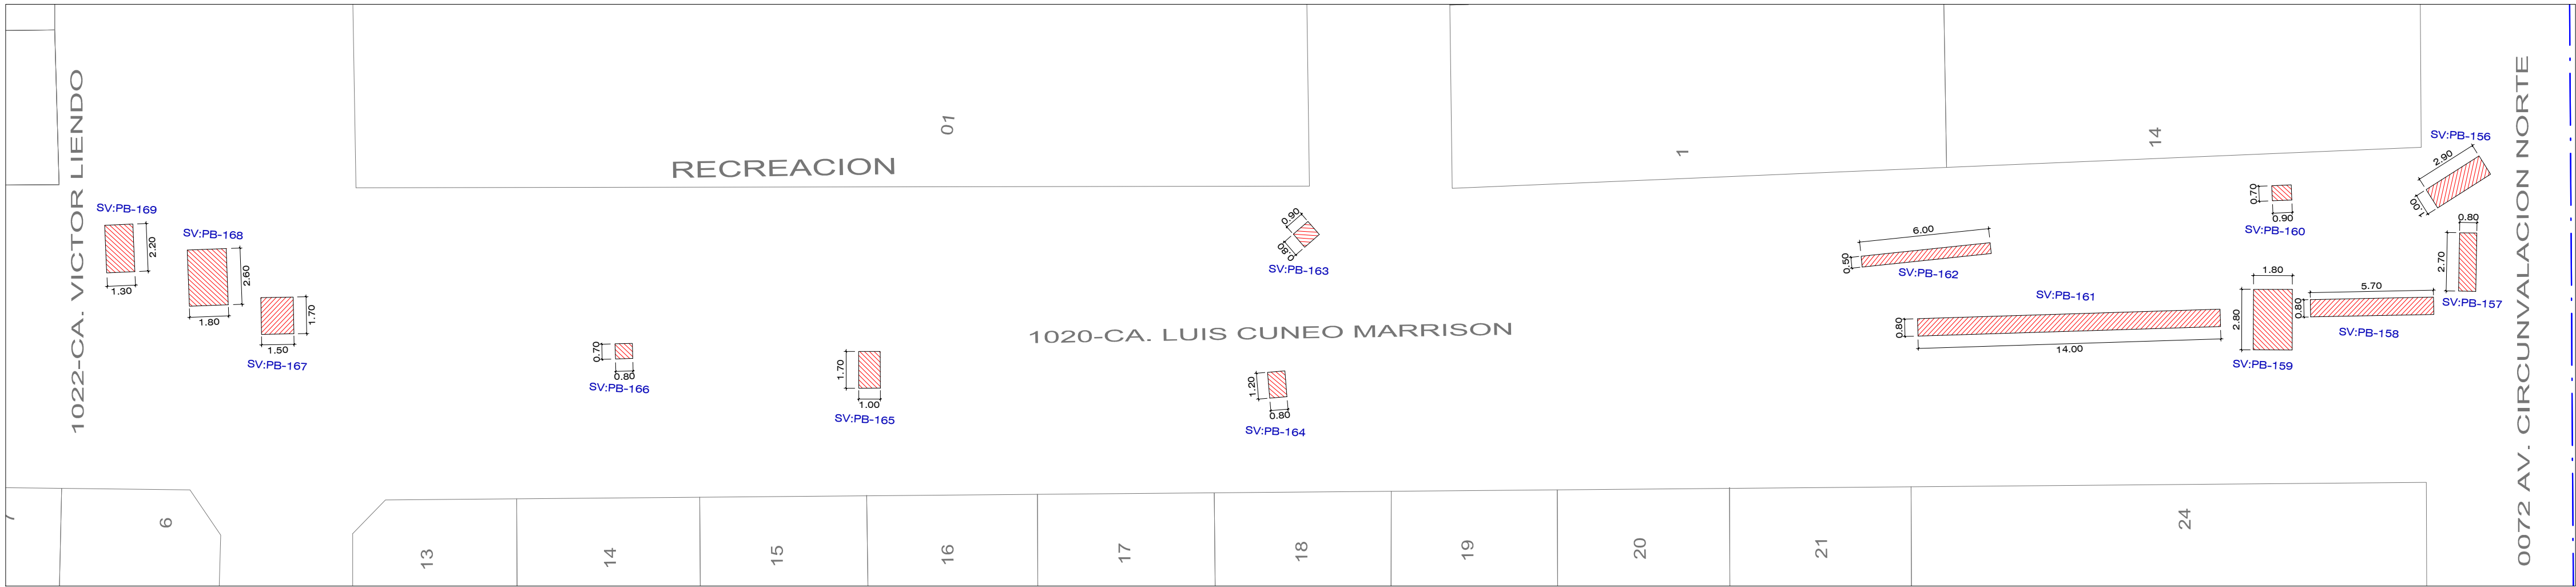 1022-CA. VICTOR LIENDO
RECREACION
01
1
14
0072 AV. CIRCUNVALACION NORTE
1020-CA. LUIS CUNEO MARRISON
SV:PB-169
2.20
1.30
SV:PB-168
2.60
1.80
1.70
1.50
SV:PB-167
0.70
0.80
SV:PB-166
1.70
1.00
SV:PB-165
0.90
0.80
SV:PB-163
1.20
0.80
SV:PB-164
6.00
0.50
SV:PB-162
SV:PB-161
0.80
14.00
0.70
0.90
SV:PB-160
1.80
2.80
SV:PB-159
5.70
0.80
SV:PB-158
SV:PB-156
2.90
1.00
0.80
2.70
SV:PB-157
7
6
13
14
15
16
17
18
19
20
21
24